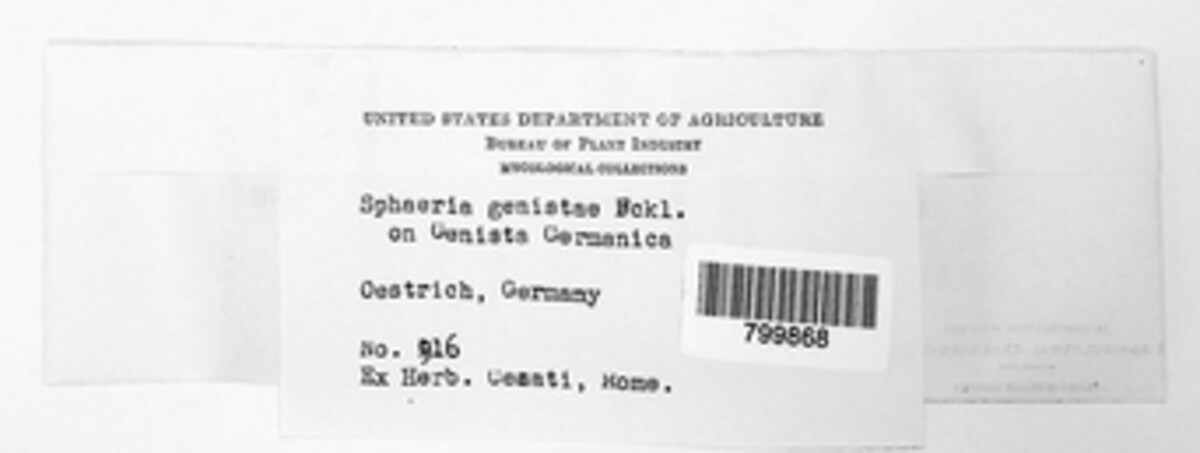 UNITED STATES DEPARTMENT OF AGRICULTURE
BUREAU OF PLANT INDUSTRY
MYCOLOGICAL COLLECTIONS
Sphaeria genistae Fckl.
on Genista Germanica
Oestrich, Germany
799868
No. 916
Ex Herb. Cesati, Rome.